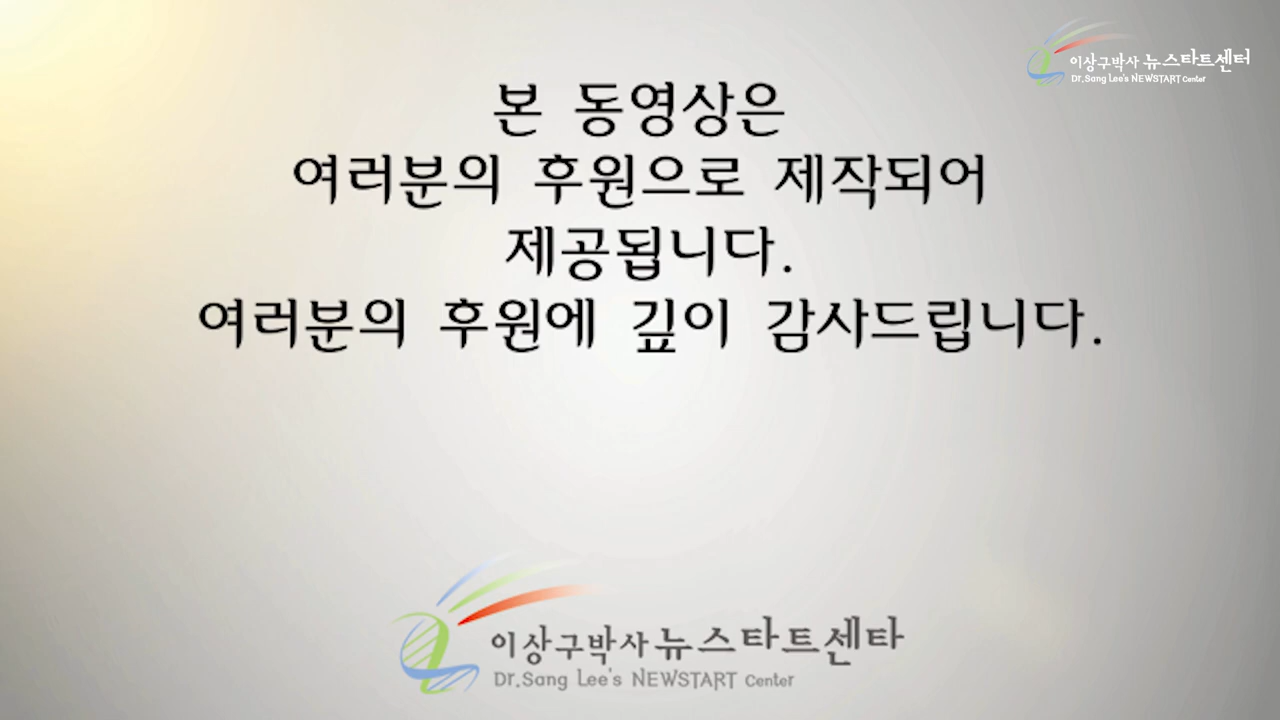 이상구박사 뉴스타트센터
Dr.Sang Lee's NEWSTART Center
본 동영상은
여러분의 후원으로 제작되어
제공됩니다.
여러분의 후원에 깊이 감사드립니다.
이상구박사 뉴스타트센타
Dr.Sang Lee's NEWSTART Center